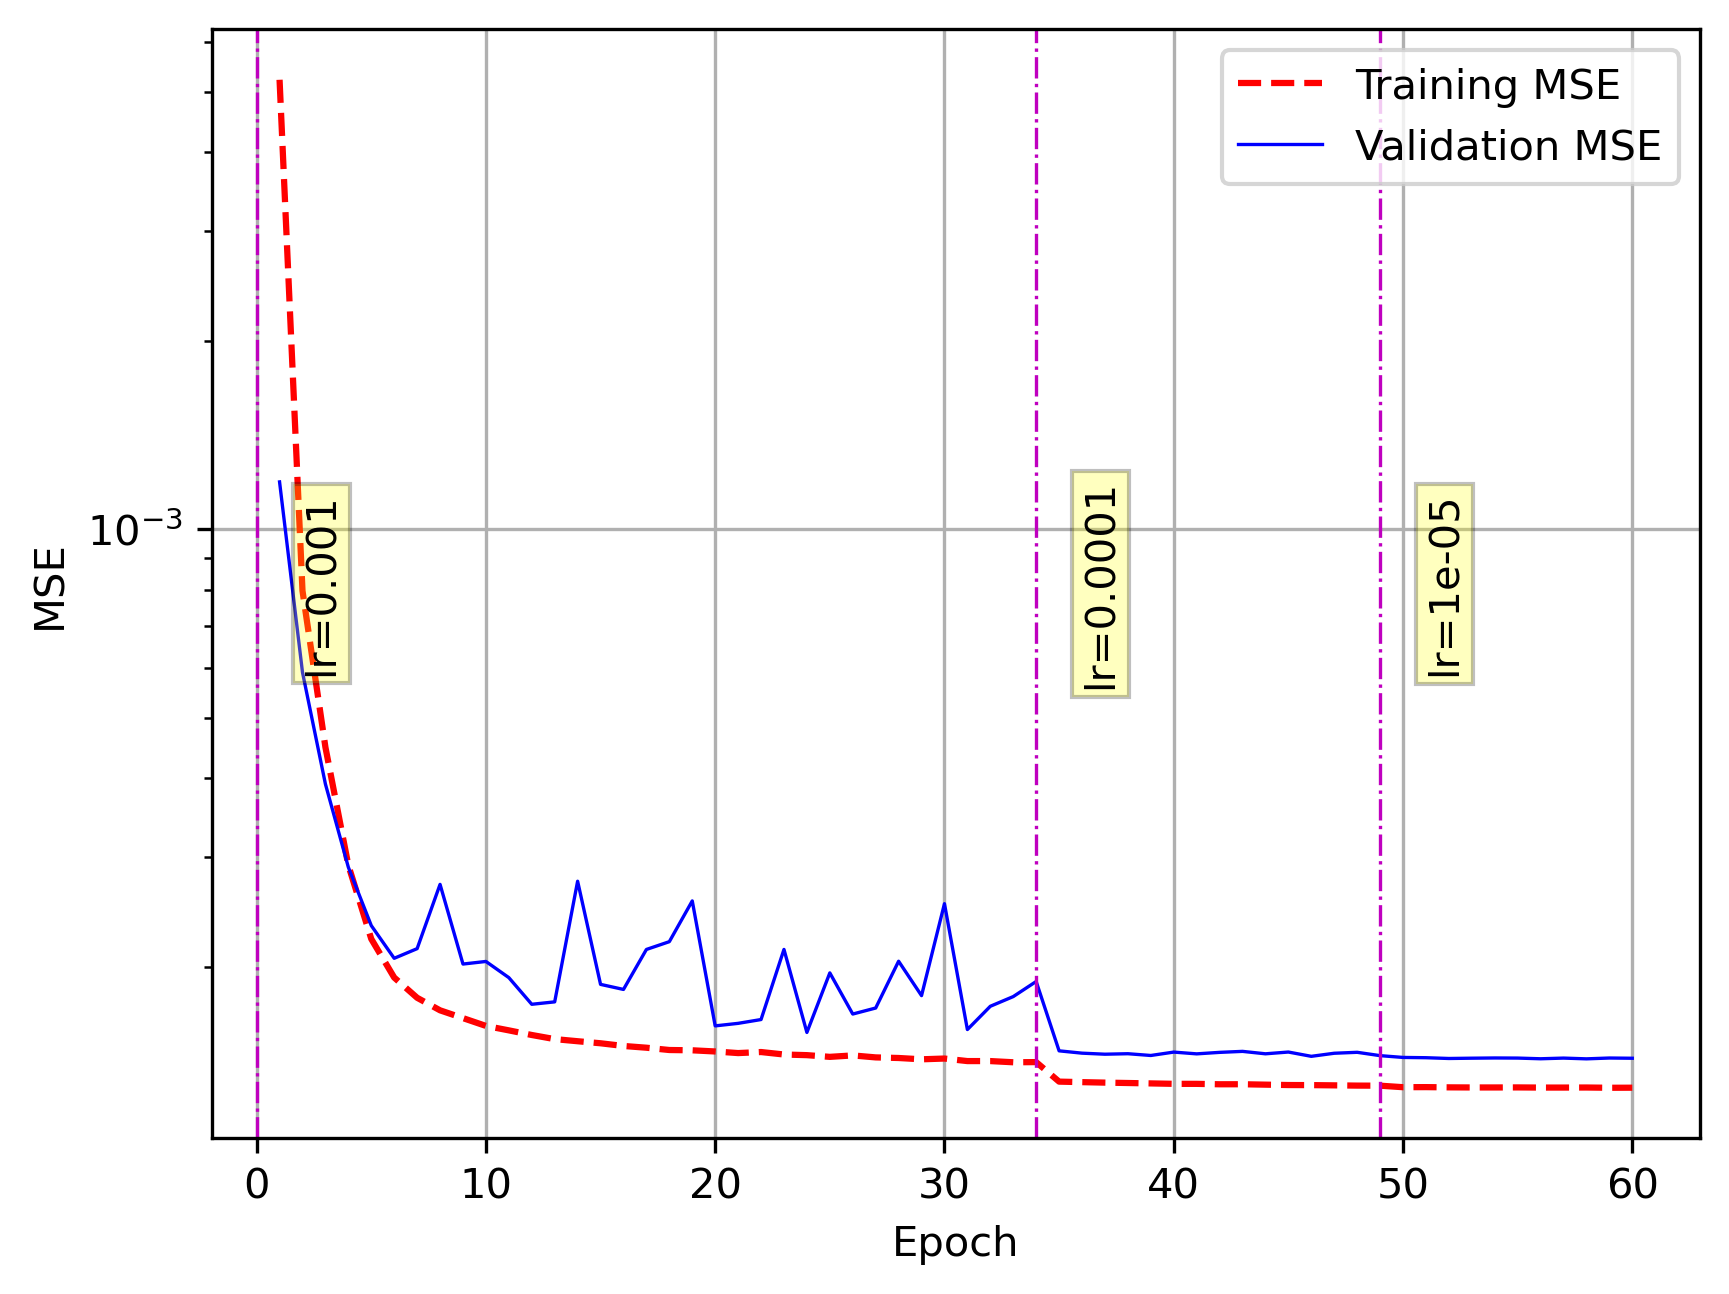 Training MSE
Validation MSE
lr=0.001
lr=0.0001
lr=1e-05
10⁻³
MSE
0 10 20 30 40 50 60
Epoch